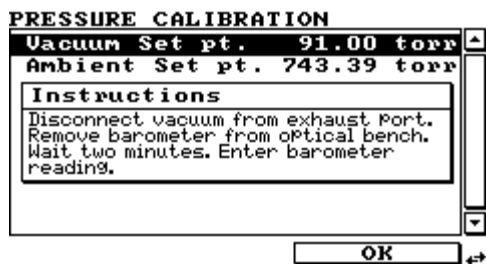 PRESSURE CALIBRATION
Vacuum Set pt. 91.00 torr
Ambient Set pt. 743.39 torr
Instructions
Disconnect vacuum from exhaust Port.
Remove barometer from optical bench.
Wait two minutes. Enter barometer
reading.
OK